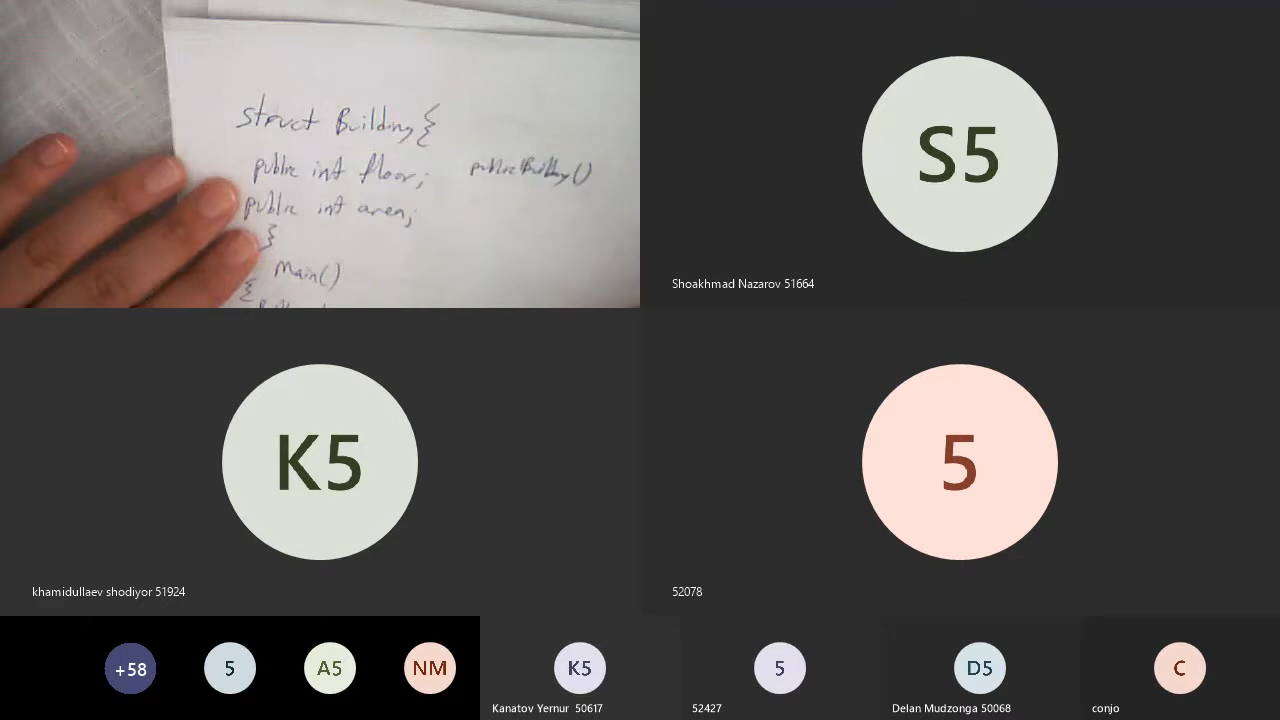 struct Building {
public int floor; public Building()
public int area;
}
Main()
{
S5
Shoakhmad Nazarov 51664
K5
khamidullaev shodiyor 51924
5
52078
+58
5
A5
NM
K5
Kanatov Yernur 50617
5
52427
D5
Delan Mudzonga 50068
C
conjo